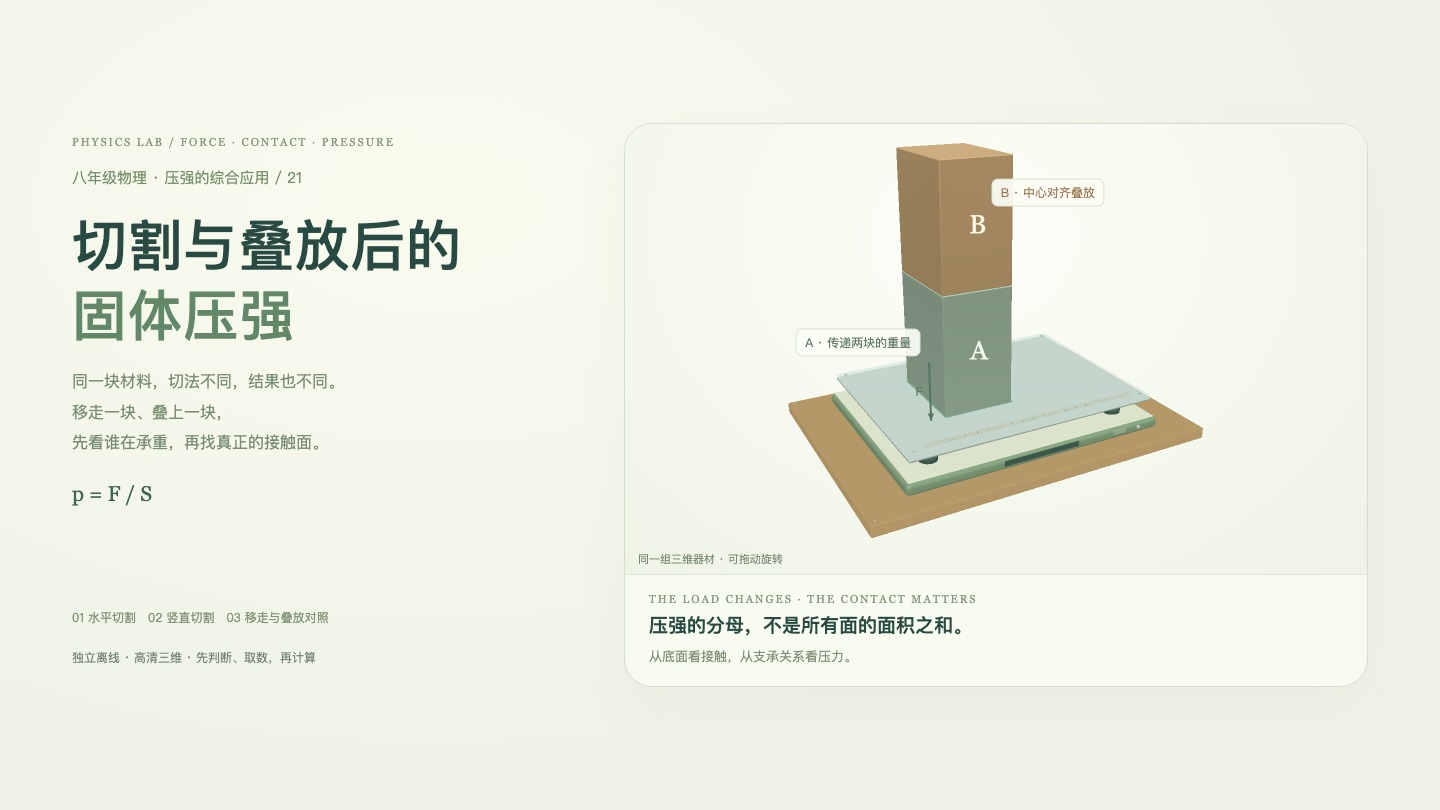 PHYSICS LAB / FORCE · CONTACT · PRESSURE
八年级物理 · 压强的综合应用 / 21
切割与叠放后的
固体压强
同一块材料，切法不同，结果也不同。
移走一块、叠上一块，
先看谁在承重，再找真正的接触面。
p = F / S
01 水平切割 02 竖直切割 03 移走与叠放对照
独立离线 · 高清三维 · 先判断、取数，再计算
B · 中心对齐叠放
B
A · 传递两块的重量
A
F
同一组三维器材 · 可拖动旋转
THE LOAD CHANGES · THE CONTACT MATTERS
压强的分母，不是所有面的面积之和。
从底面看接触，从支承关系看压力。